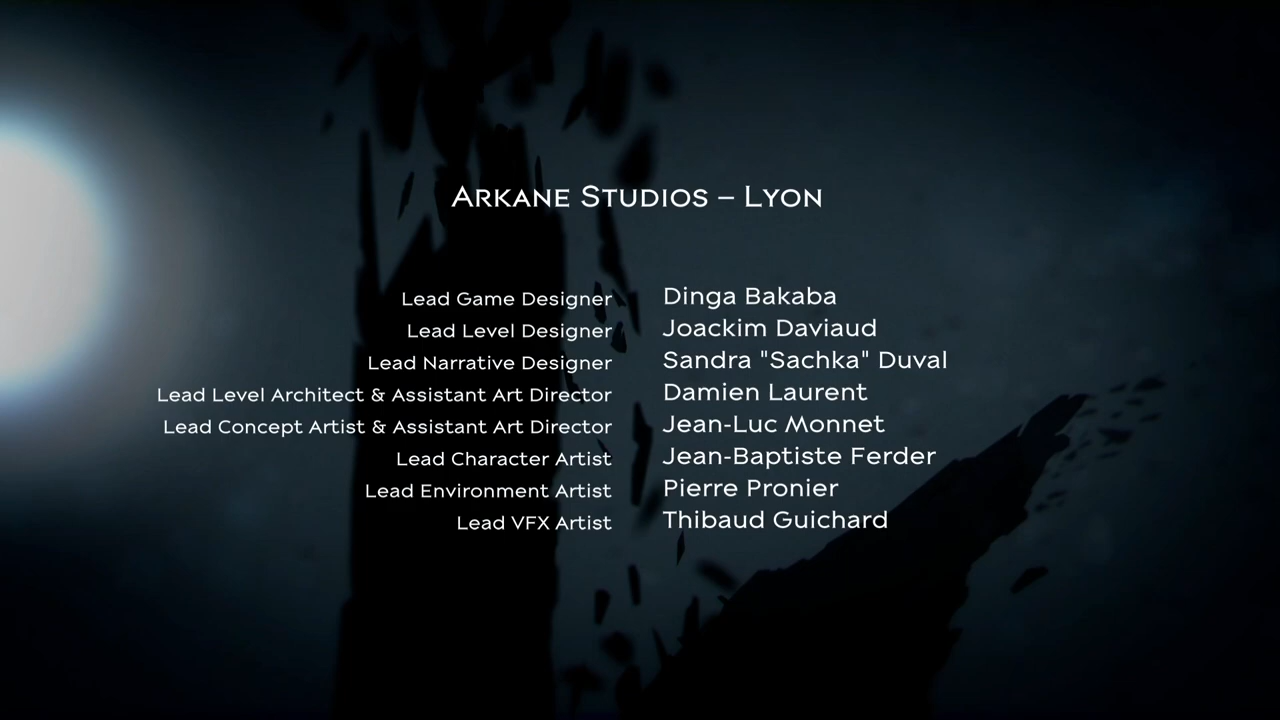 Arkane Studios – Lyon
Lead Game Designer Dinga Bakaba
Lead Level Designer Joackim Daviaud
Lead Narrative Designer Sandra "Sachka" Duval
Lead Level Architect & Assistant Art Director Damien Laurent
Lead Concept Artist & Assistant Art Director Jean-Luc Monnet
Lead Character Artist Jean-Baptiste Ferder
Lead Environment Artist Pierre Pronier
Lead VFX Artist Thibaud Guichard